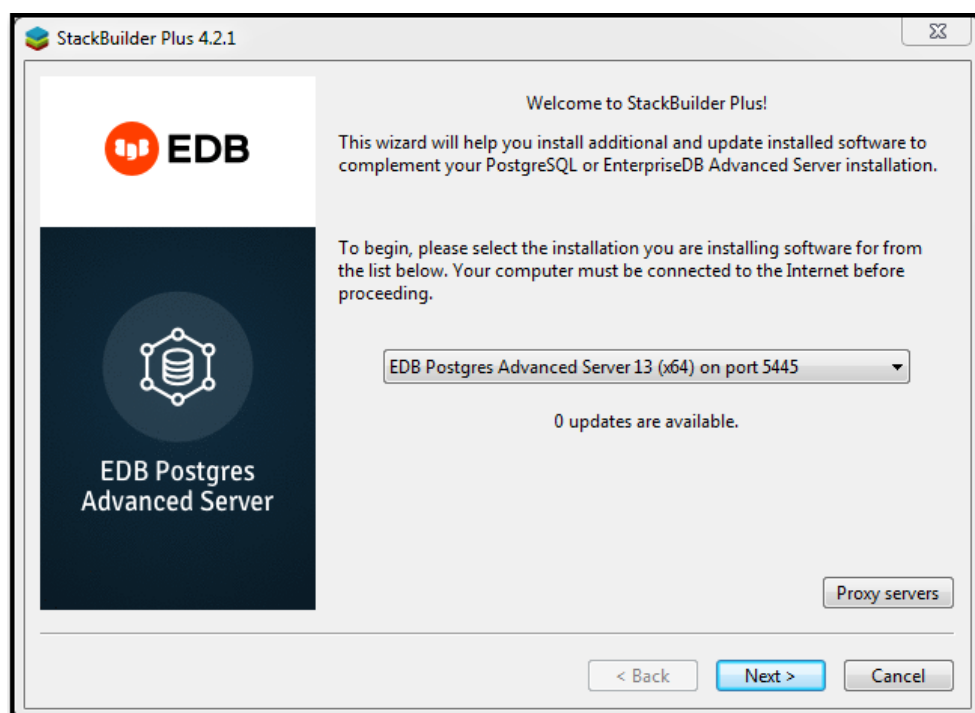 StackBuilder Plus 4.2.1
EDB
EDB Postgres
Advanced Server
Welcome to StackBuilder Plus!
This wizard will help you install additional and update installed software to
complement your PostgreSQL or EnterpriseDB Advanced Server installation.
To begin, please select the installation you are installing software for from
the list below. Your computer must be connected to the Internet before
proceeding.
EDB Postgres Advanced Server 13 (x64) on port 5445
0 updates are available.
Proxy servers
< Back
Next >
Cancel